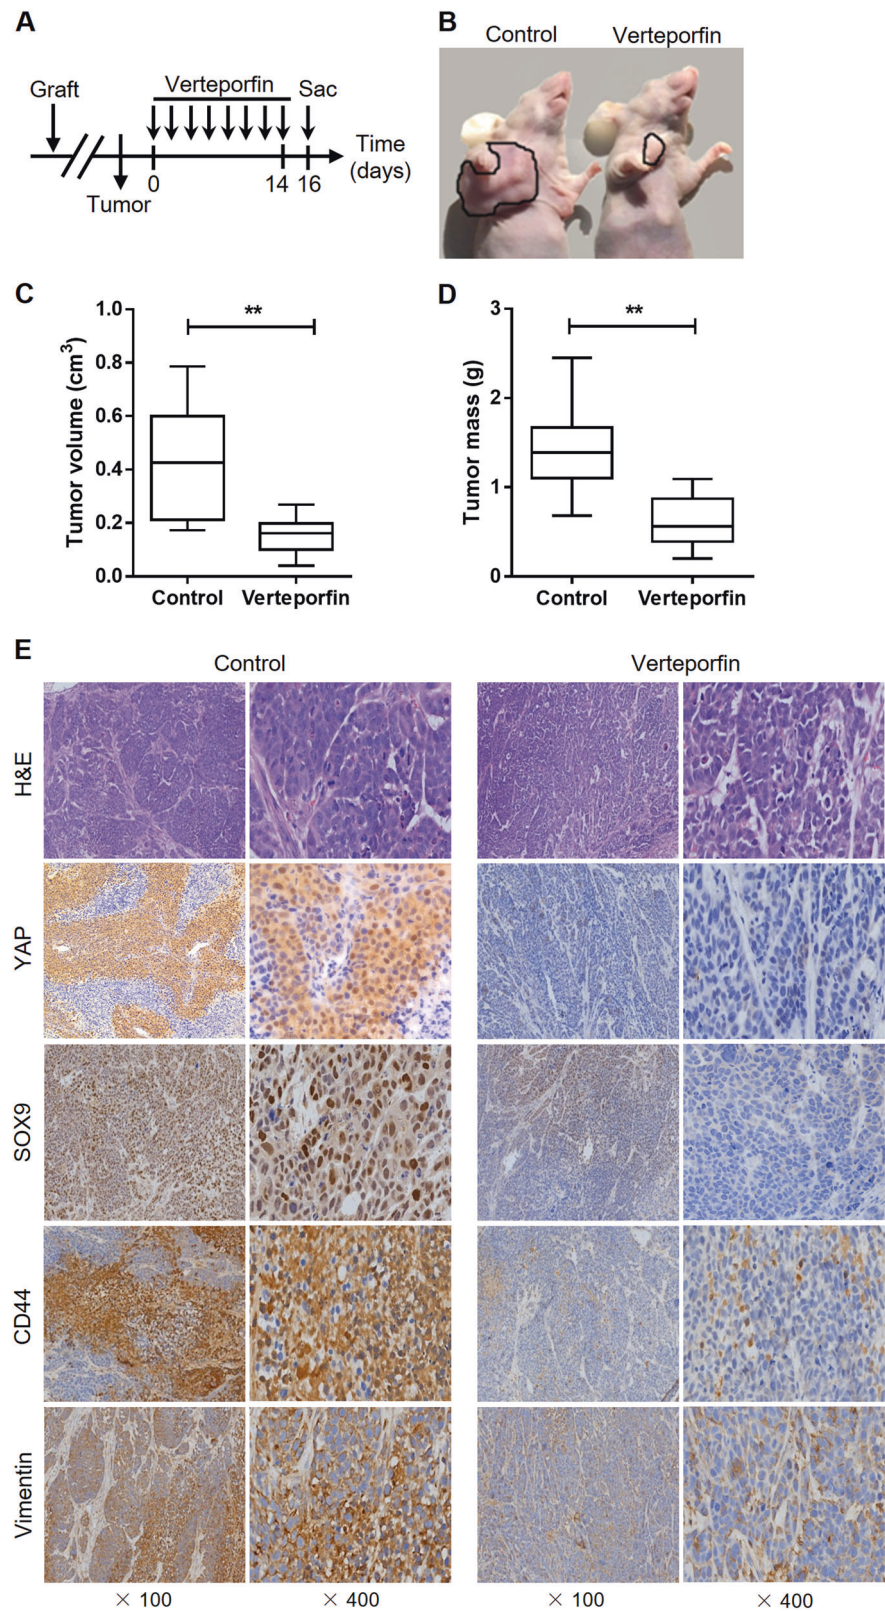 A
Graft
Verteporfin
Sac
Time
(days)
0
14
16
Tumor
B
Control
Verteporfin
C
**
Tumor volume (cm³)
1.0
0.8
0.6
0.4
0.2
0.0
Control
Verteporfin
D
**
Tumor mass (g)
3
2
1
0
Control
Verteporfin
E
Control
Verteporfin
H&E
YAP
SOX9
CD44
Vimentin
× 100
× 400
× 100
× 400